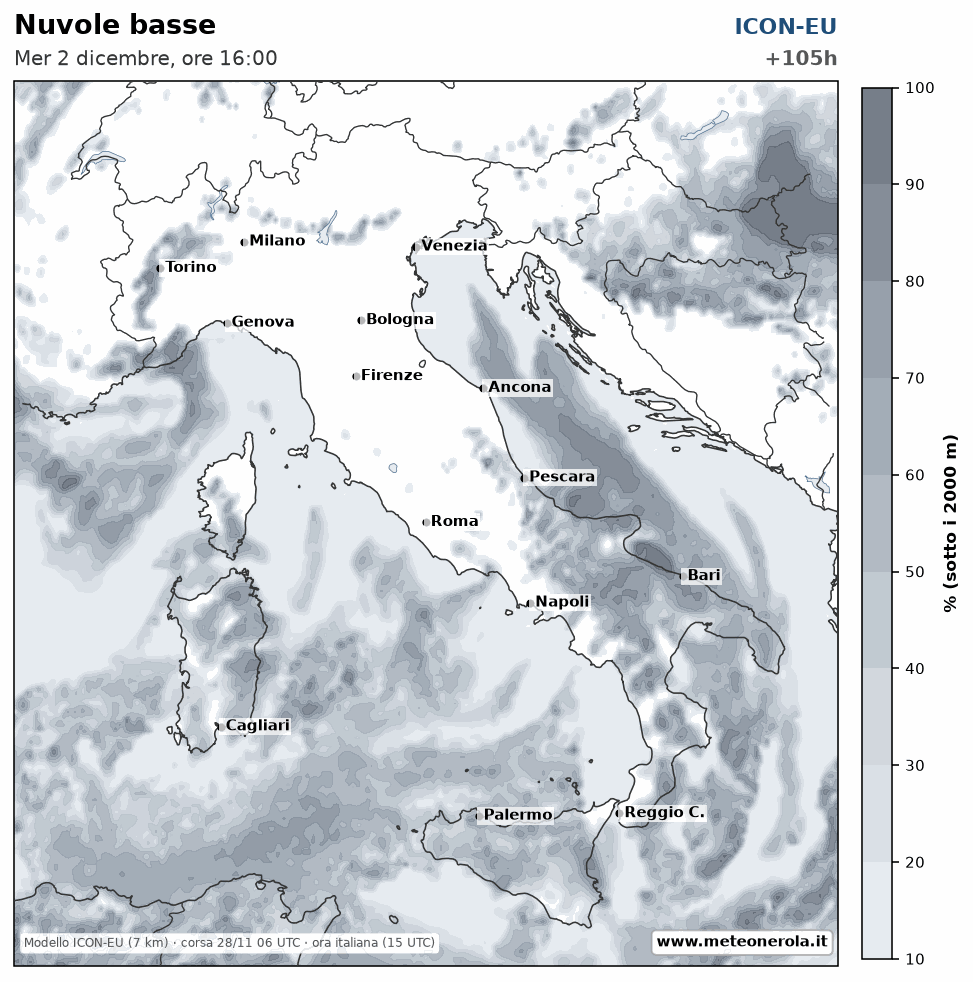 Nuvole basse
ICON-EU
Mer 2 dicembre, ore 16:00
+105h
Milano
Venezia
Torino
Genova
Bologna
Firenze
Ancona
Pescara
Roma
Bari
Napoli
Cagliari
Palermo
Reggio C.
100
90
80
70
60
50
40
30
20
10
% (sotto i 2000 m)
Modello ICON-EU (7 km) · corsa 28/11 06 UTC · ora italiana (15 UTC)
www.meteonerola.it